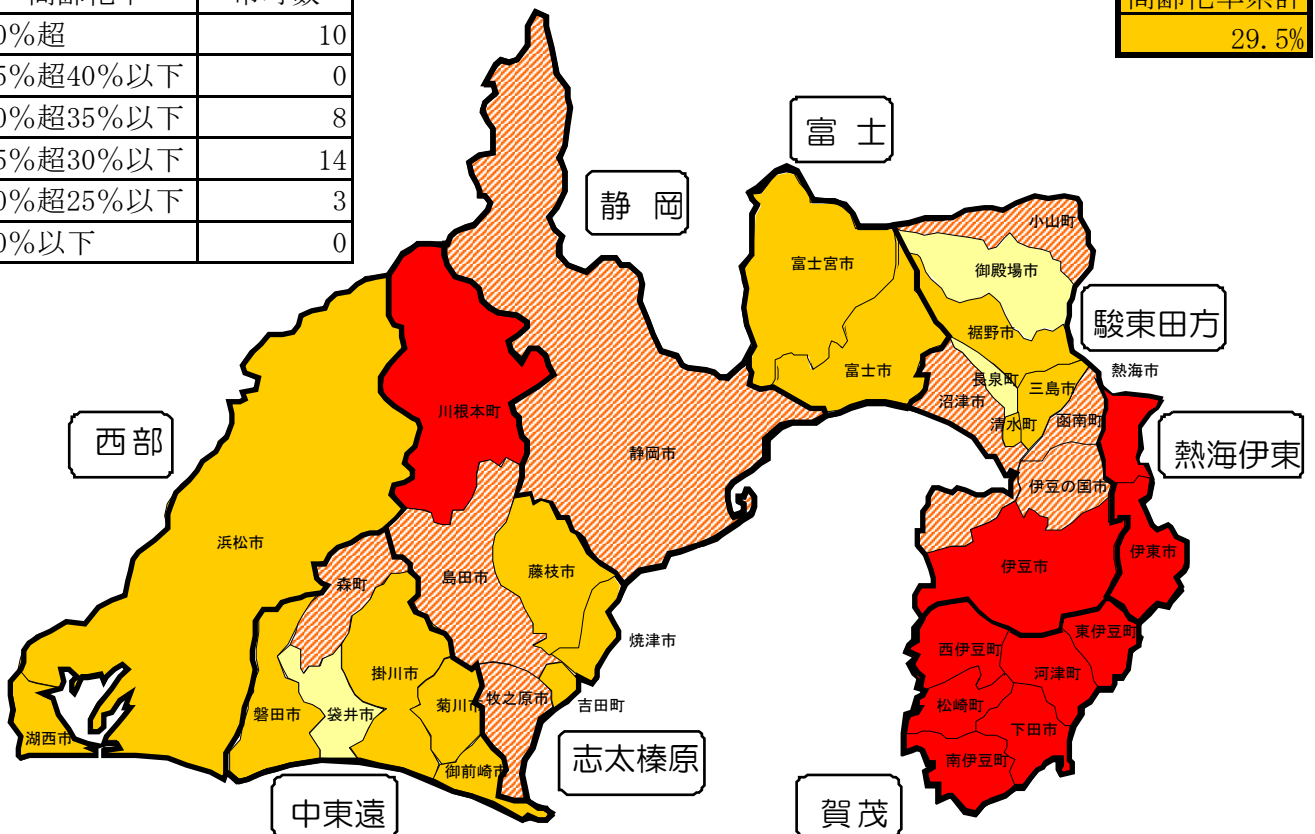 0%超 10
5%超40%以下 0
0%超35%以下 8
5%超30%以下 14
0%超25%以下 3
0%以下 0
29.5%
富士
静岡
小山町
富士宮市
御殿場市
駿東田方
裾野市
富士市
長泉町
三島市
熱海市
沼津市
川根本町
清水町
函南町
西部
静岡市
熱海伊東
伊豆の国市
浜松市
伊東市
藤枝市
伊豆市
島田市
森町
東伊豆町
焼津市
西伊豆町
掛川市
河津町
牧之原市
菊川市
松崎町
吉田町
磐田市
袋井市
下田市
湖西市
志太榛原
南伊豆町
御前崎市
中東遠
賀茂